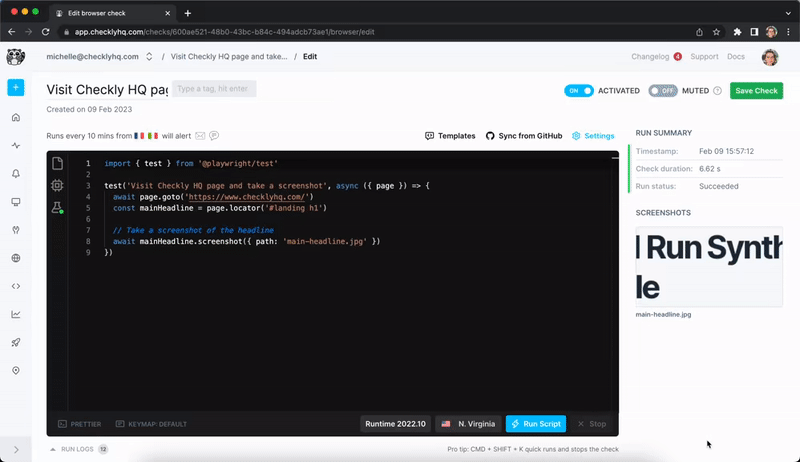 Edit browser check
app.checklyhq.com/checks/600ae521-48b0-43bc-b84c-494adcb73ae1/browser/edit
michelle@checklyhq.com / Visit Checkly HQ page and take... / Edit
Changelog 4 Support Docs
Visit Checkly HQ pag
Type a tag, hit enter
ON ACTIVATED OFF MUTED ? Save Check
Created on 09 Feb 2023
Runs every 10 mins from will alert
Templates Sync from GitHub Settings
1 import { test } from '@playwright/test'
2
3 test('Visit Checkly HQ page and take a screenshot', async ({ page }) => {
4 await page.goto('https://www.checklyhq.com/')
5 const mainHeadline = page.locator('#landing h1')
6
7 // Take a screenshot of the headline
8 await mainHeadline.screenshot({ path: 'main-headline.jpg' })
9 })
PRETTIER KEYMAP: DEFAULT Runtime 2022.10 N. Virginia Run Script Stop
RUN LOGS 12 Pro tip: CMD + SHIFT + K quick runs and stops the check
RUN SUMMARY
Timestamp: Feb 09 15:57:12
Check duration: 6.62 s
Run status: Succeeded
SCREENSHOTS
l Run Synth
le
main-headline.jpg